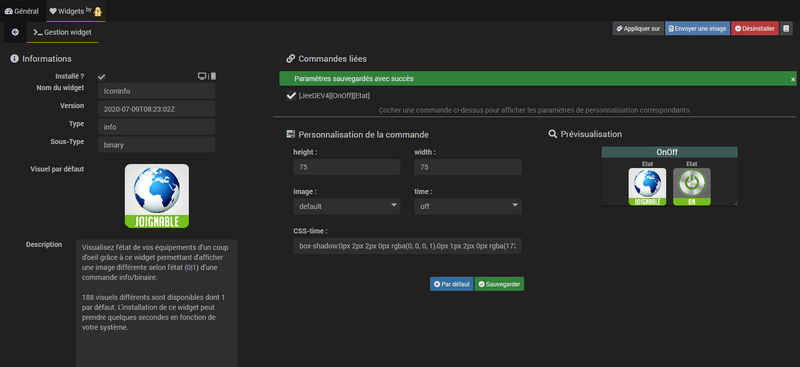 Général
Widgets by
Gestion widget
Appliquer sur
Envoyer une image
Désinstaller
Informations
Installé ?
|
Nom du widget
IconInfo
Version
2020-07-09T08:23:02Z
Type
info
Sous-Type
binary
Visuel par défaut
JOIGNABLE
Description
Visualisez l'état de vos équipements d'un coup
d'oeil grâce à ce widget permettant d'afficher
une image différente selon l'état (0|1) d'une
commande info/binaire.
188 visuels différents sont disponibles dont 1
par défaut. L'installation de ce widget peut
prendre quelques secondes en fonction de
votre système.
Commandes liées
Paramètres sauvegardés avec succès
×
[JeeDEV4][OnOff][Etat]
Cocher une commande ci-dessus pour afficher les paramètres de personnalisation correspondants.
Personnalisation de la commande
height :
width :
75
75
image :
time :
default
off
CSS-time :
box-shadow:0px 2px 2px 0px rgba(0, 0, 0, 1),0px 1px 2px 0px rgba(173
Par défaut
Sauvegarder
Prévisualisation
OnOff
Etat
Etat
JOIGNABLE
ON